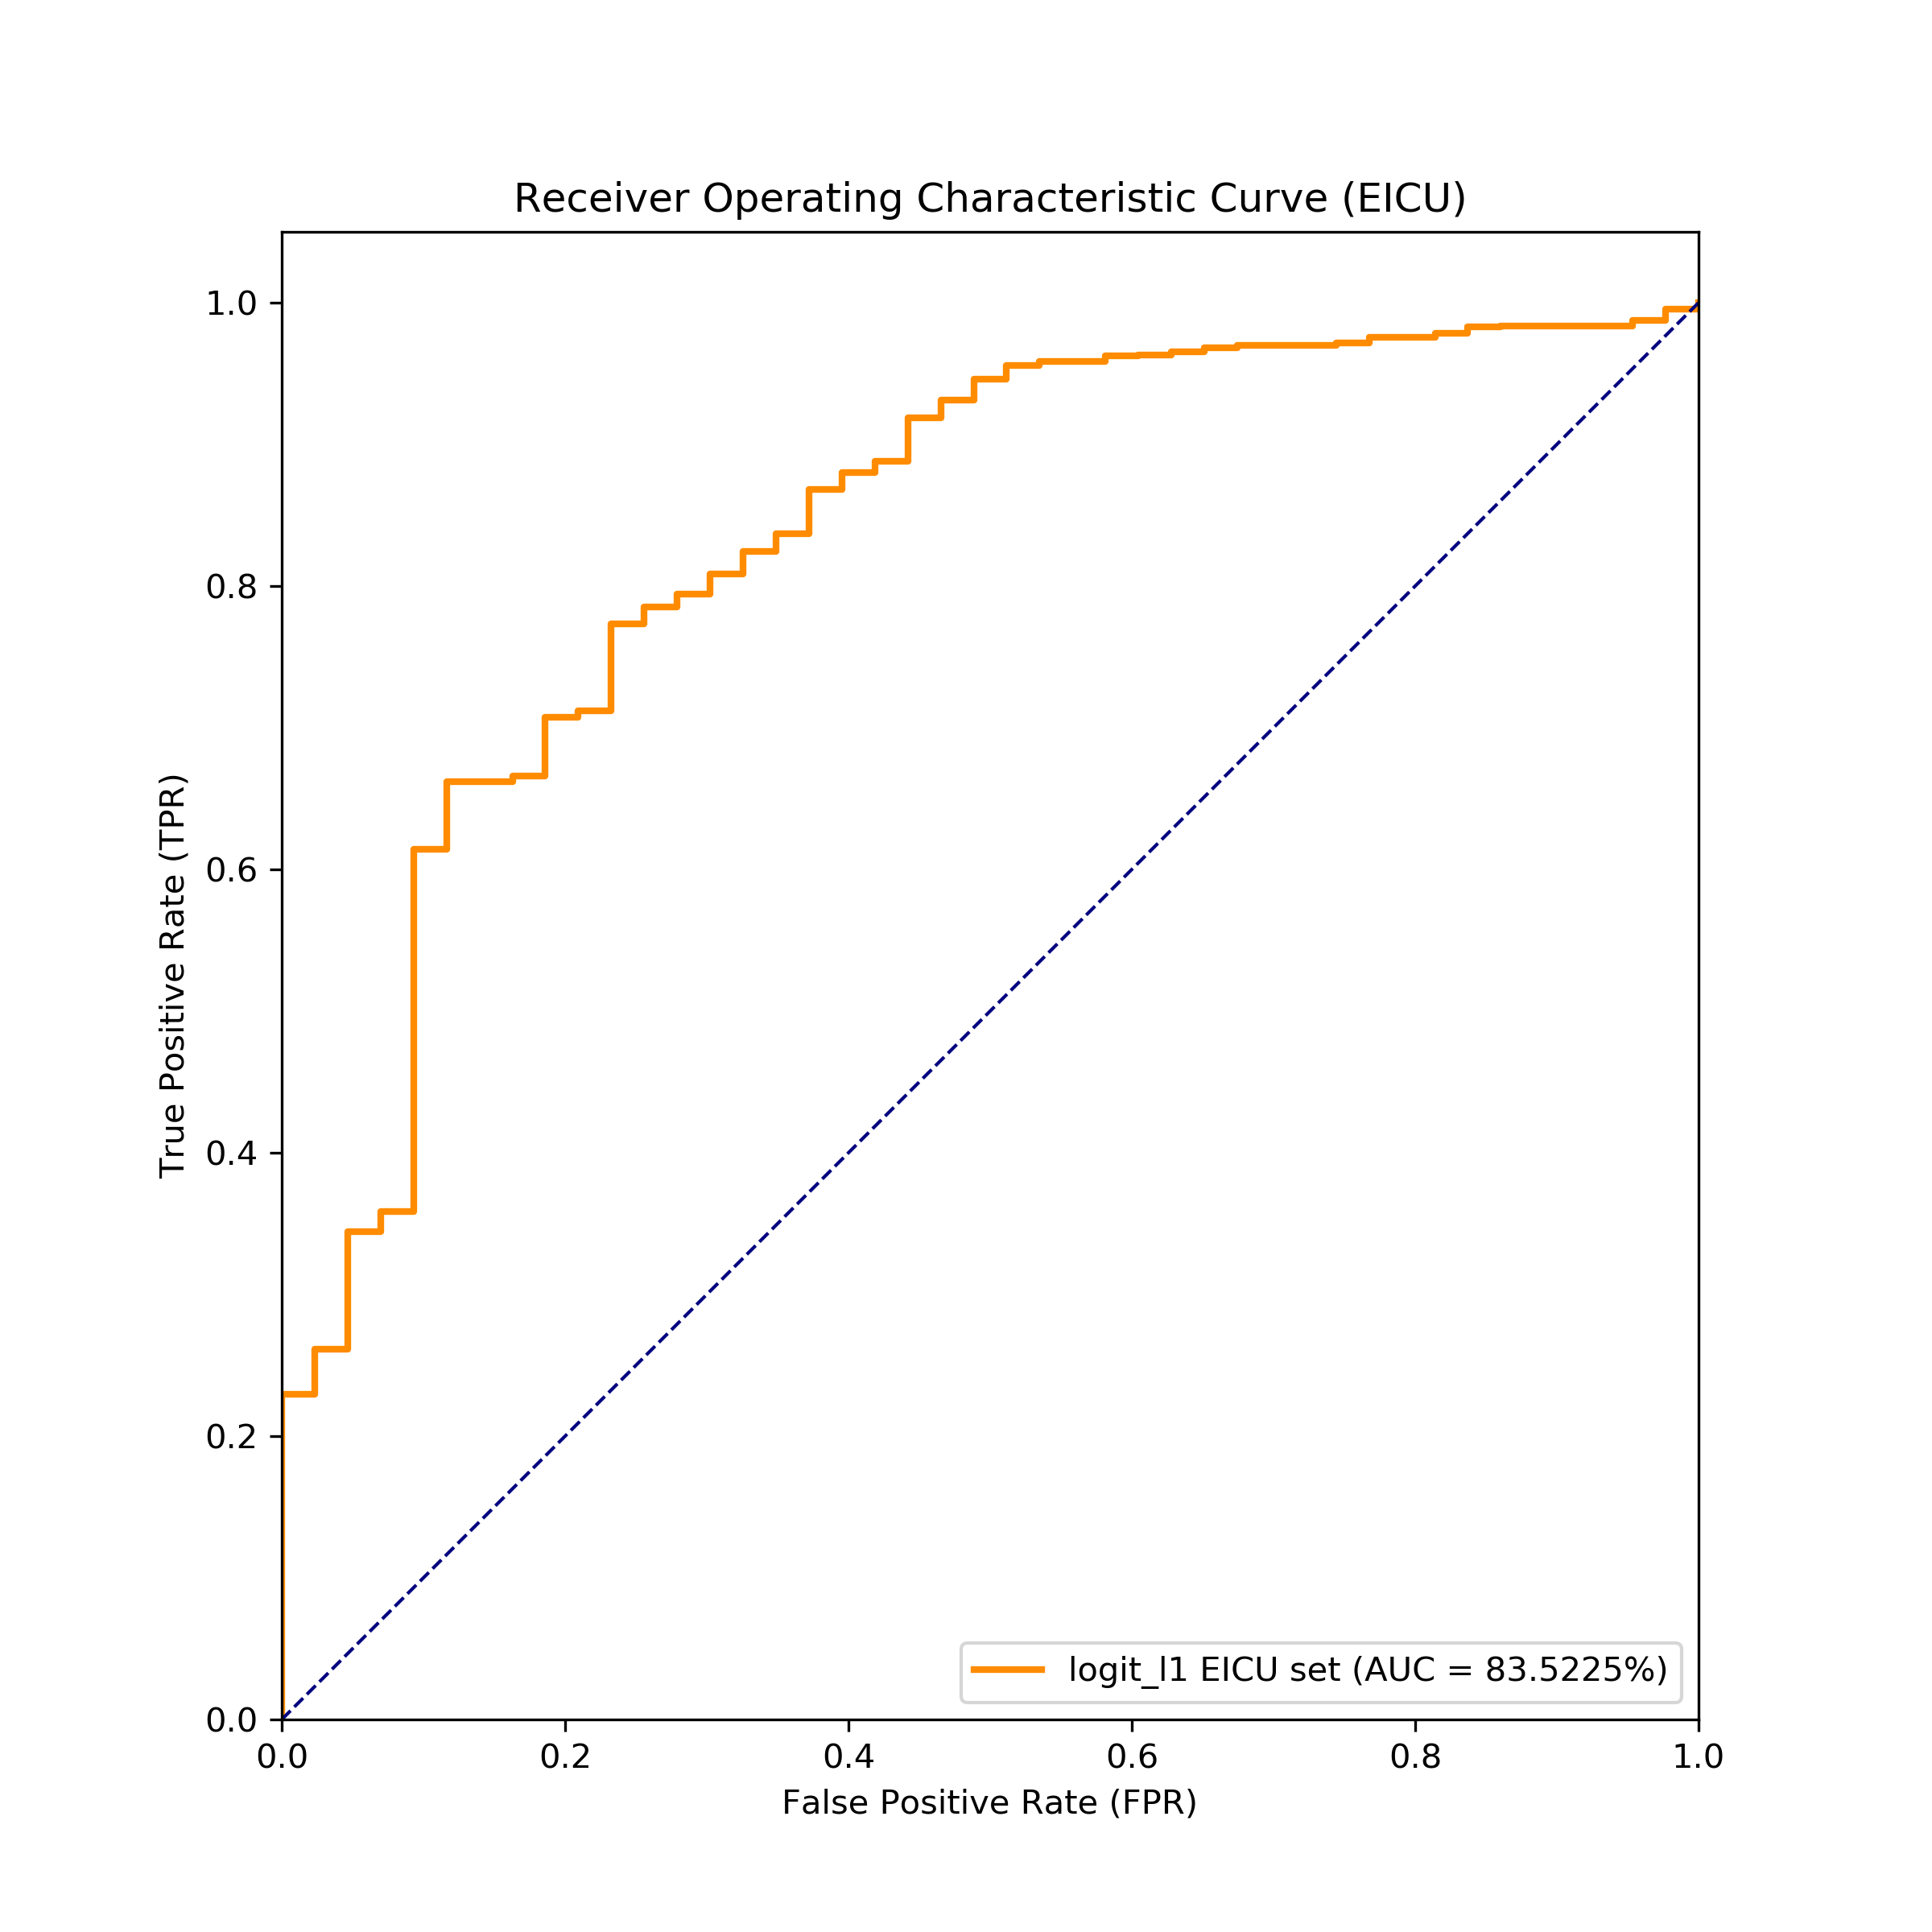 Receiver Operating Characteristic Curve (EICU)
True Positive Rate (TPR)
1.0
0.8
0.6
0.4
0.2
0.0
logit_l1 EICU set (AUC = 83.5225%)
0.0 0.2 0.4 0.6 0.8 1.0
False Positive Rate (FPR)